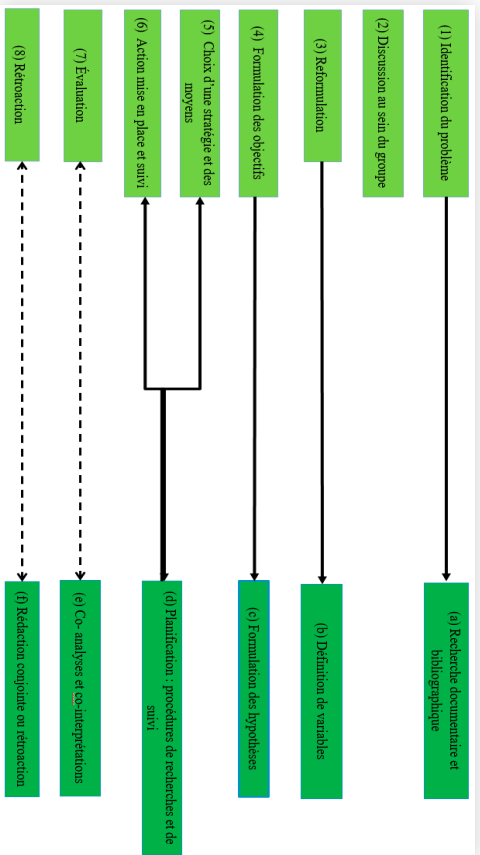 (1) Identification du problème
(2) Discussion au sein du groupe
(3) Reformulation
(4) Formulation des objectifs
(5) Choix d’une stratégie et des
moyens
(6) Action mise en place et suivi
(7) Évaluation
(8) Rétroaction
(a) Recherche documentaire et
bibliographique
(b) Définition de variables
(c) Formulation des hypothèses
(d) Planification : procédures de recherches et de
suivi
(e) Co- analyses et co-interprétations
(f) Rédaction conjointe ou rétroaction